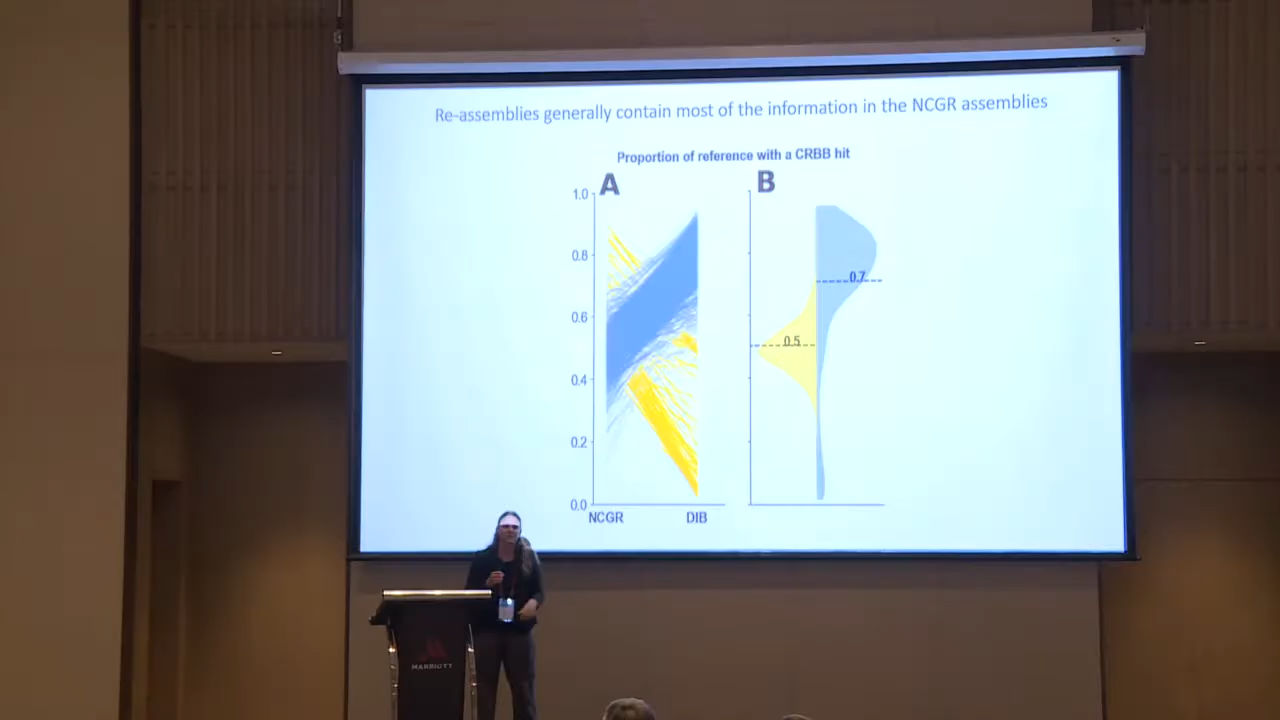 Re-assemblies generally contain most of the information in the NCGR assemblies
Proportion of reference with a CRBB hit
A
B
1.0
0.8
0.6
0.4
0.2
0.0
NCGR
DIB
0.5
0.7
MARRIOTT